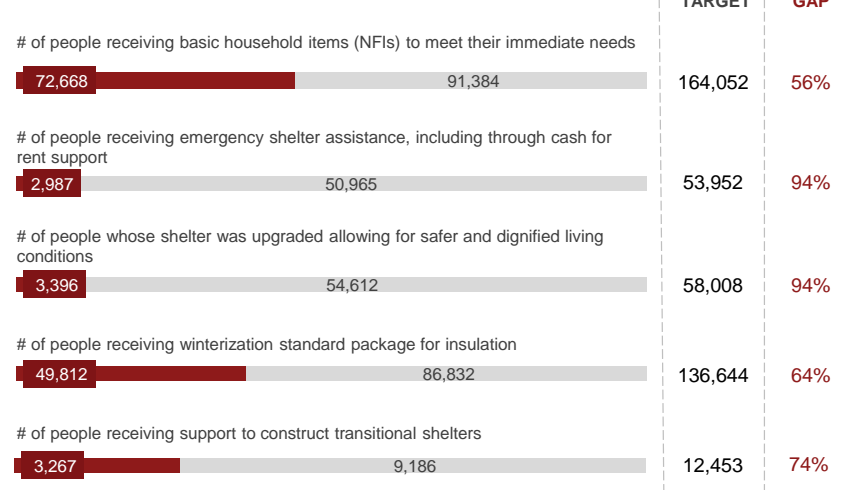 TARGET GAP
# of people receiving basic household items (NFIs) to meet their immediate needs
72,668 91,384 164,052 56%
# of people receiving emergency shelter assistance, including through cash for
rent support
2,987 50,965 53,952 94%
# of people whose shelter was upgraded allowing for safer and dignified living
conditions
3,396 54,612 58,008 94%
# of people receiving winterization standard package for insulation
49,812 86,832 136,644 64%
# of people receiving support to construct transitional shelters
3,267 9,186 12,453 74%